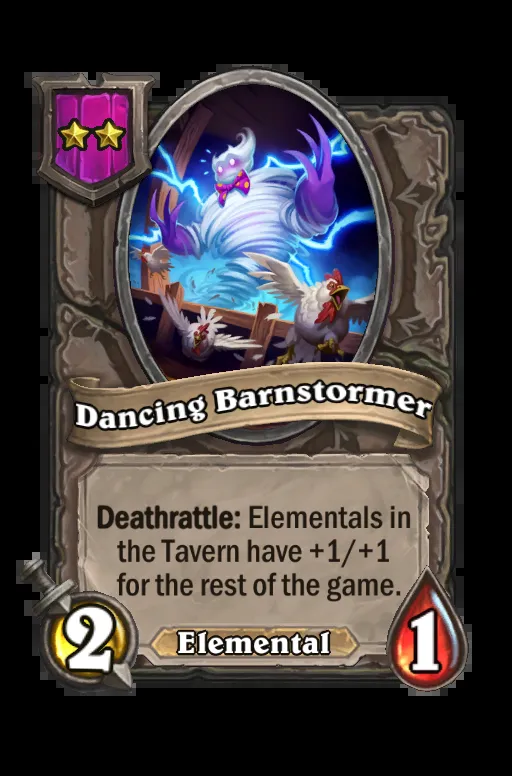 Dancing Barnstormer
Deathrattle: Elementals in
the Tavern have +1/+1
for the rest of the game.
2
Elemental
1